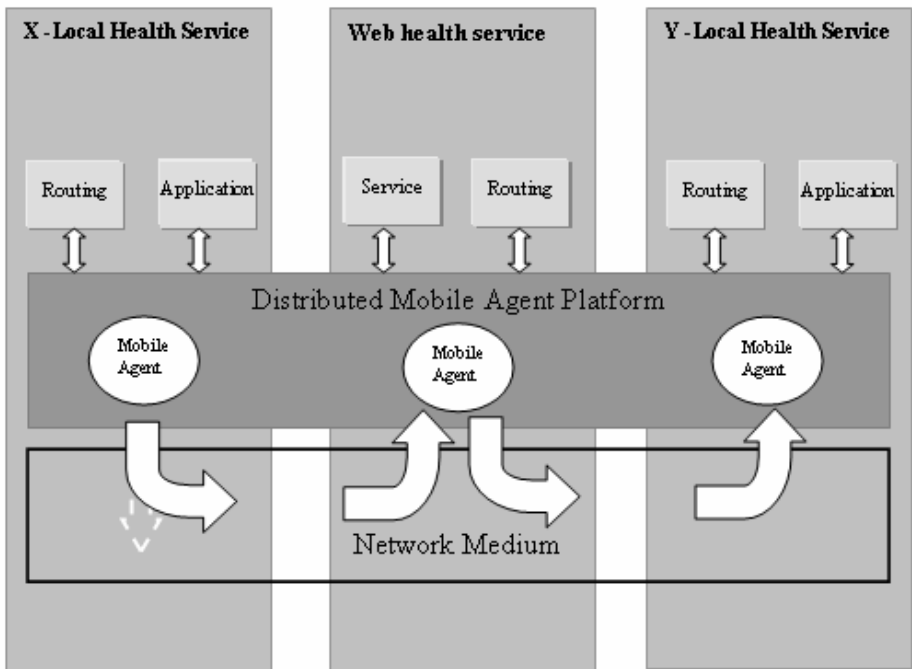 X - Local Health Service
Web health service
Y - Local Health Service
Routing
Application
Service
Routing
Routing
Application
Distributed Mobile Agent Platform
Mobile
Agent
Mobile
Agent
Mobile
Agent
Network Medium